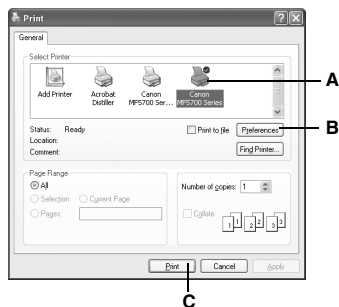 Print
General
Select Printer
Add Printer
Acrobat Distiller
Canon MP5700 Ser...
Canon MP5700 Series
A
Status: Ready
Location:
Comment:
Print to file
Preferences
B
Find Printer...
Page Range
All
Selection
Current Page
Pages:
Number of copies: 1
Collate
1 1 2 2 3 3
Print
Cancel
Apply
C